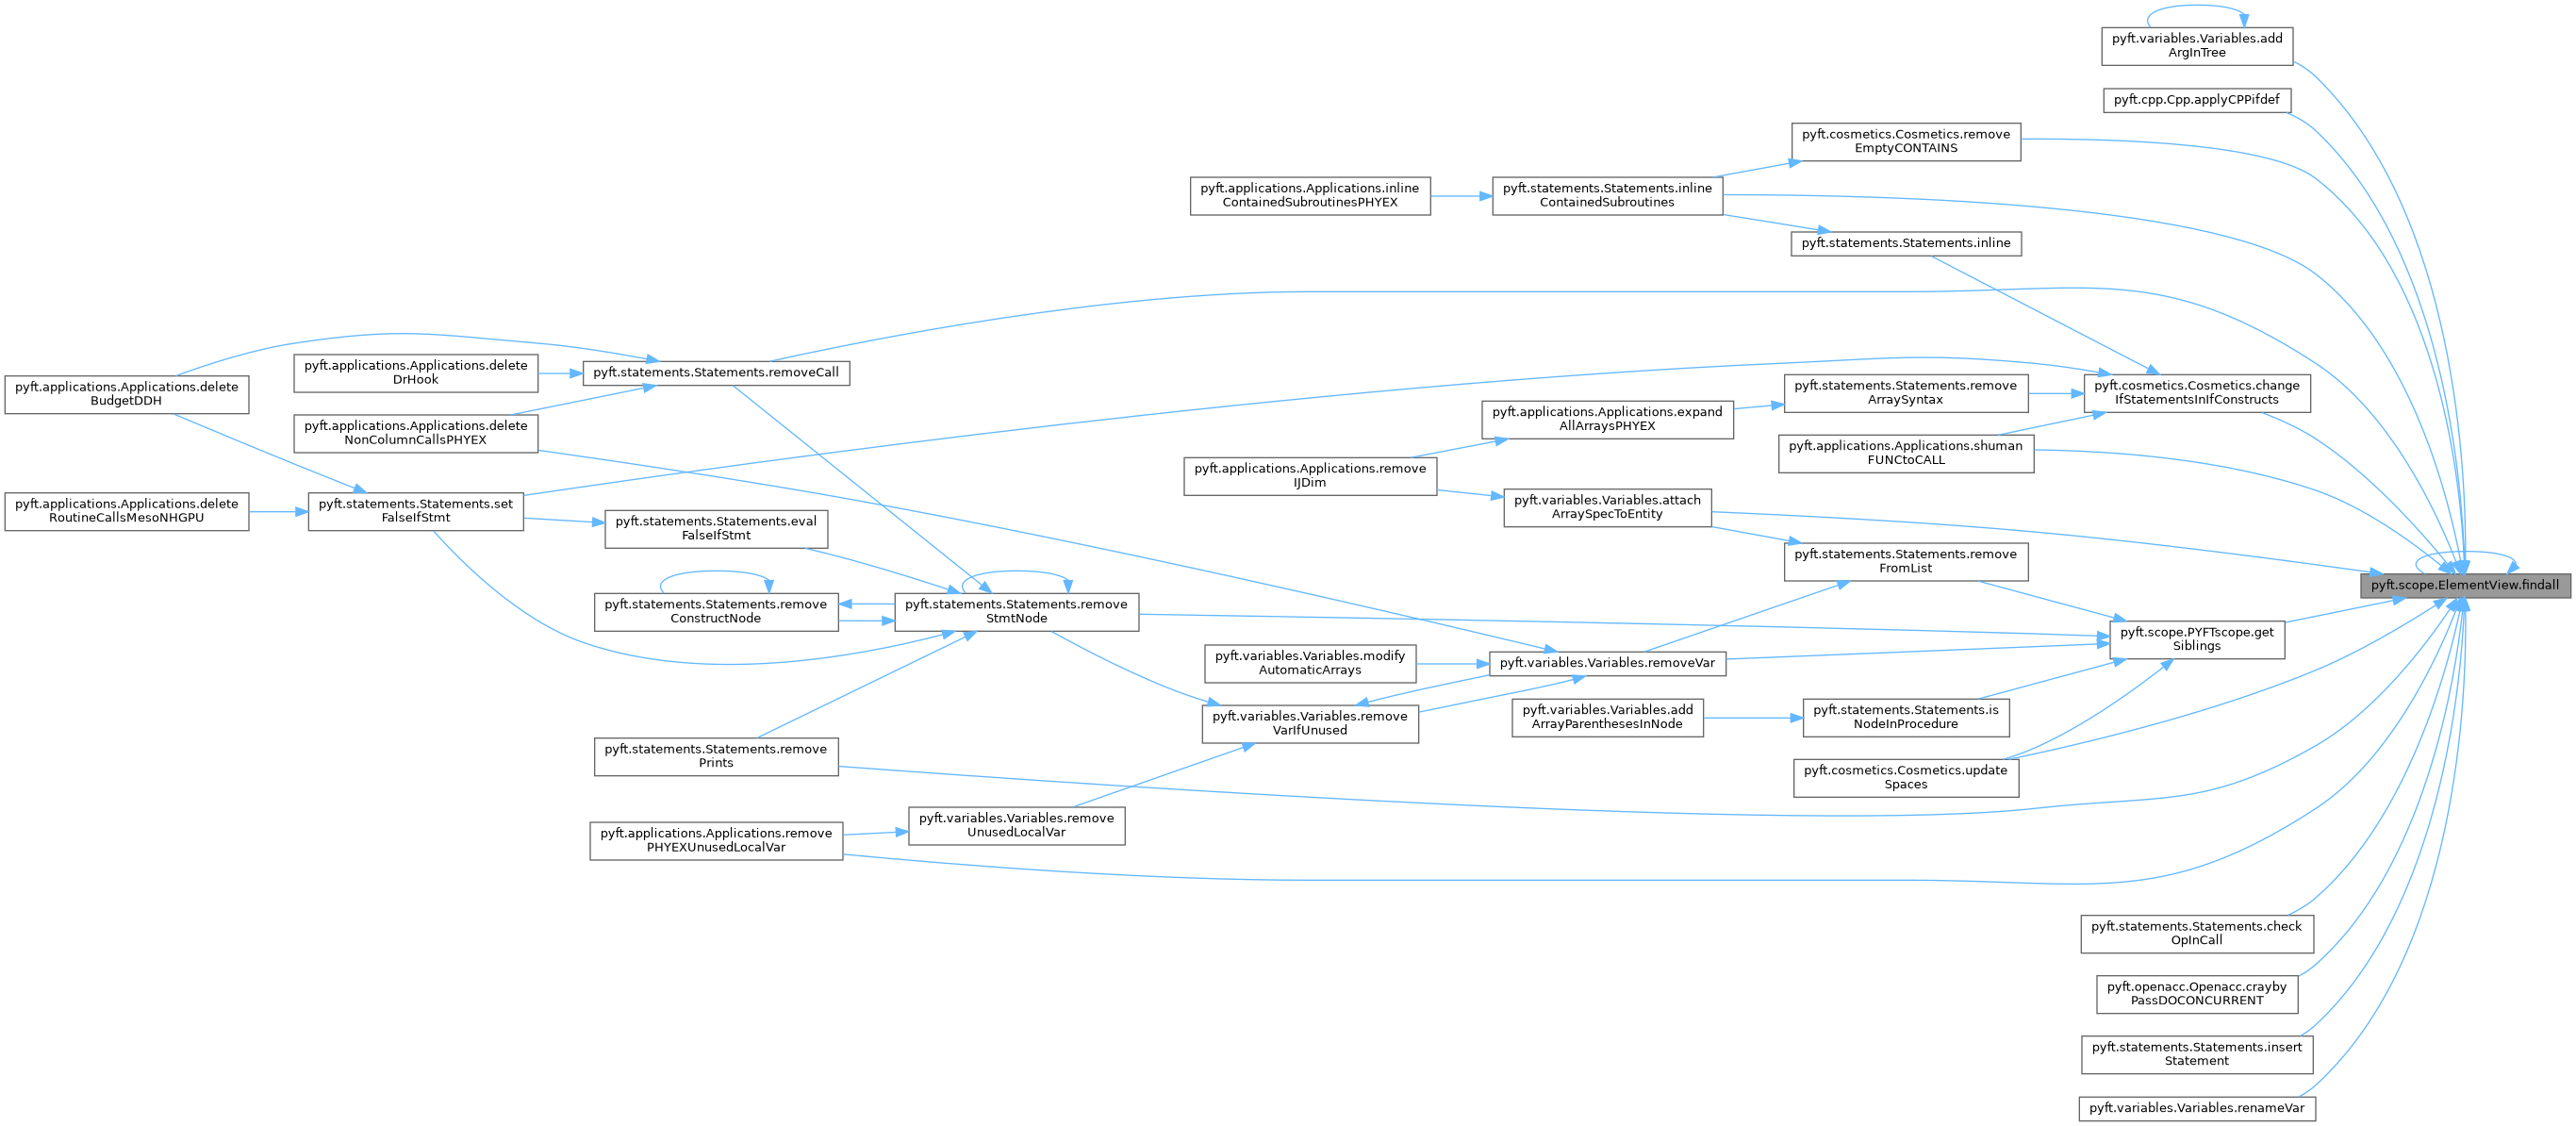 pyft.variables.Variables.add
ArgInTree
pyft.cpp.Cpp.applyCPPifdef
pyft.cosmetics.Cosmetics.remove
EmptyCONTAINS
pyft.applications.Applications.inline
ContainedSubroutinesPHYEX
pyft.statements.Statements.inline
ContainedSubroutines
pyft.statements.Statements.inline
pyft.applications.Applications.delete
BudgetDDH
pyft.applications.Applications.delete
DrHook
pyft.statements.Statements.removeCall
pyft.applications.Applications.delete
NonColumnCallsPHYEX
pyft.applications.Applications.expand
AllArraysPHYEX
pyft.statements.Statements.remove
ArraySyntax
pyft.cosmetics.Cosmetics.change
IfStatementsInIfConstructs
pyft.applications.Applications.shuman
FUNCtoCALL
pyft.applications.Applications.remove
IJDim
pyft.variables.Variables.attach
ArraySpecToEntity
pyft.applications.Applications.delete
RoutineCallsMesoNHGPU
pyft.statements.Statements.set
FalseIfStmt
pyft.statements.Statements.eval
FalseIfStmt
pyft.statements.Statements.remove
FromList
pyft.scope.ElementView.findall
pyft.statements.Statements.remove
ConstructNode
pyft.statements.Statements.remove
StmtNode
pyft.scope.PYFTscope.get
Siblings
pyft.variables.Variables.modify
AutomaticArrays
pyft.variables.Variables.removeVar
pyft.variables.Variables.remove
VarIfUnused
pyft.variables.Variables.add
ArrayParenthesesInNode
pyft.statements.Statements.is
NodeInProcedure
pyft.statements.Statements.remove
Prints
pyft.cosmetics.Cosmetics.update
Spaces
pyft.applications.Applications.remove
PHYEXUnusedLocalVar
pyft.variables.Variables.remove
UnusedLocalVar
pyft.statements.Statements.check
OpInCall
pyft.openacc.Openacc.crayby
PassDOCONCURRENT
pyft.statements.Statements.insert
Statement
pyft.variables.Variables.renameVar